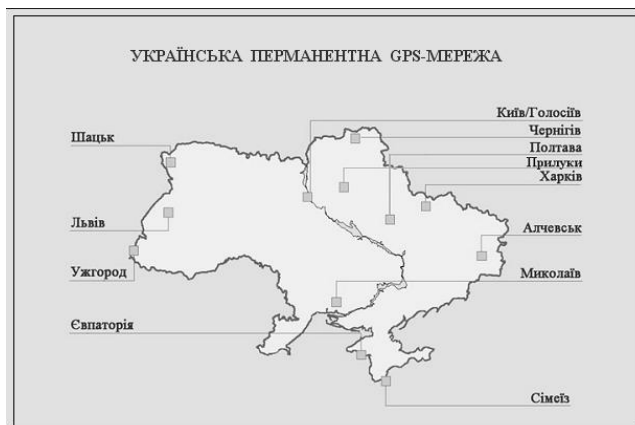 УКРАЇНСЬКА ПЕРМАНЕНТНА GPS-МЕРЕЖА
Київ/Голосіїв
Чернігів
Шацьк
Полтава
Прилуки
Харків
Львів
Алчевськ
Ужгород
Миколаїв
Євпаторія
Сімеїз